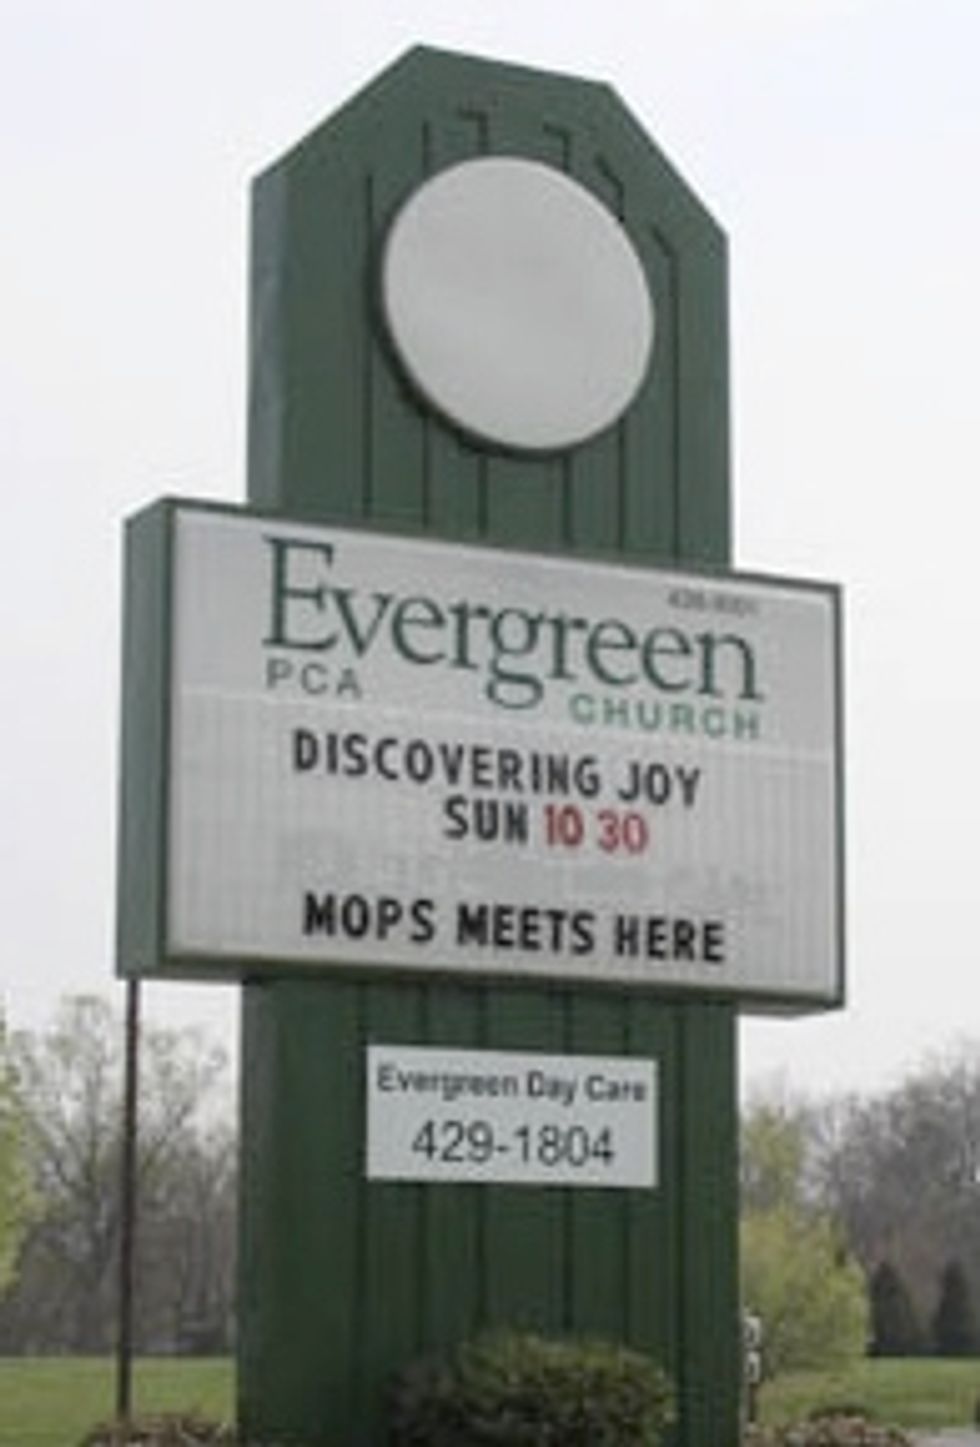 Evergreen
PCA
CHURCH
DISCOVERING JOY
SUN 10 30
MOPS MEETS HERE
Evergreen Day Care
429-1804